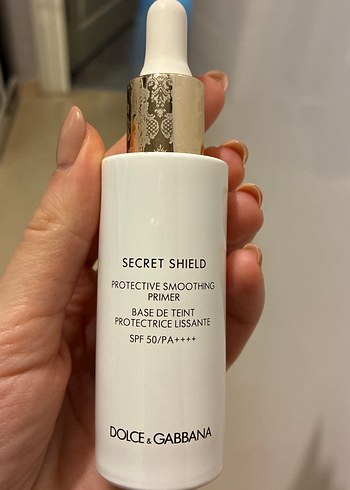 SECRET SHIELD
PROTECTIVE SMOOTHING
PRIMER
BASE DE TEINT
PROTECTRICE LISSANTE
SPF 50/PA++++
DOLCE & GABBANA